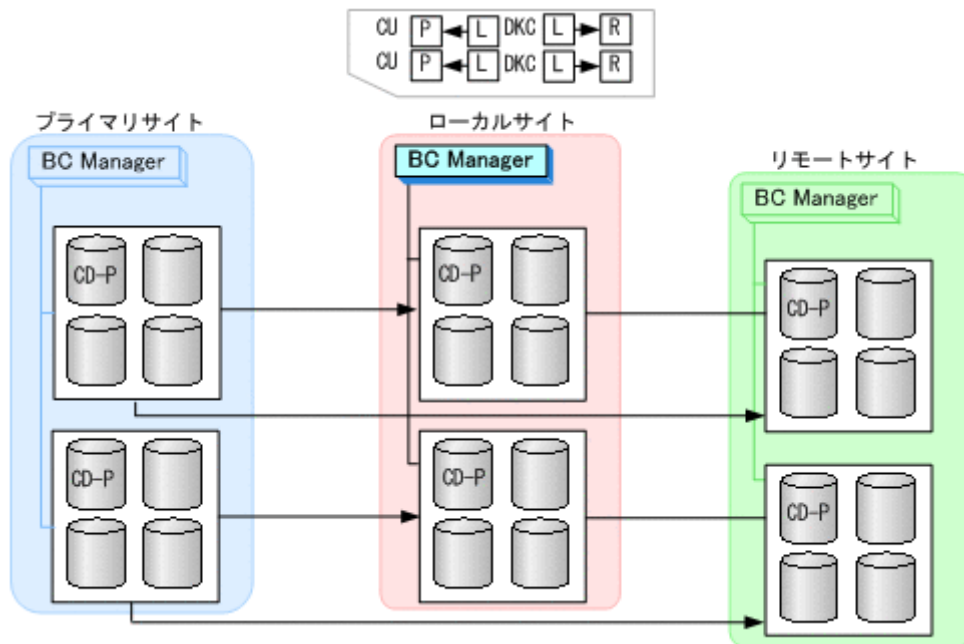 CU P L DKC L R
CU P L DKC L R
プライマリサイト
ローカルサイト
リモートサイト
BC Manager
BC Manager
BC Manager
CD-P
CD-P
CD-P
CD-P
CD-P
CD-P